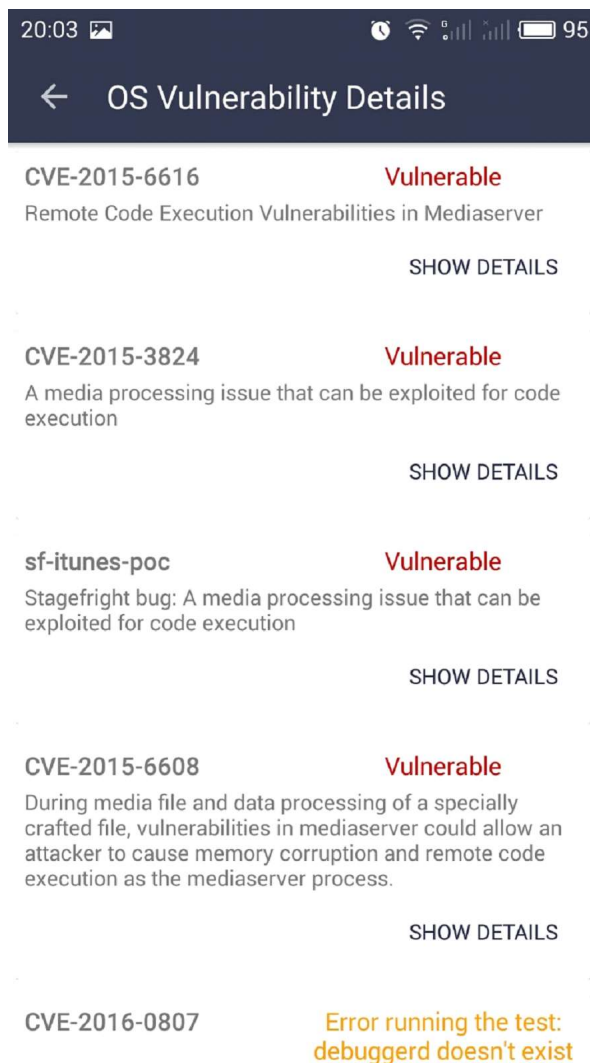 20:03 95
OS Vulnerability Details
CVE-2015-6616 Vulnerable
Remote Code Execution Vulnerabilities in Mediaserver
SHOW DETAILS
CVE-2015-3824 Vulnerable
A media processing issue that can be exploited for code
execution
SHOW DETAILS
sf-itunes-poc Vulnerable
Stagefright bug: A media processing issue that can be
exploited for code execution
SHOW DETAILS
CVE-2015-6608 Vulnerable
During media file and data processing of a specially
crafted file, vulnerabilities in mediaserver could allow an
attacker to cause memory corruption and remote code
execution as the mediaserver process.
SHOW DETAILS
CVE-2016-0807 Error running the test:
debuggerd doesn't exist